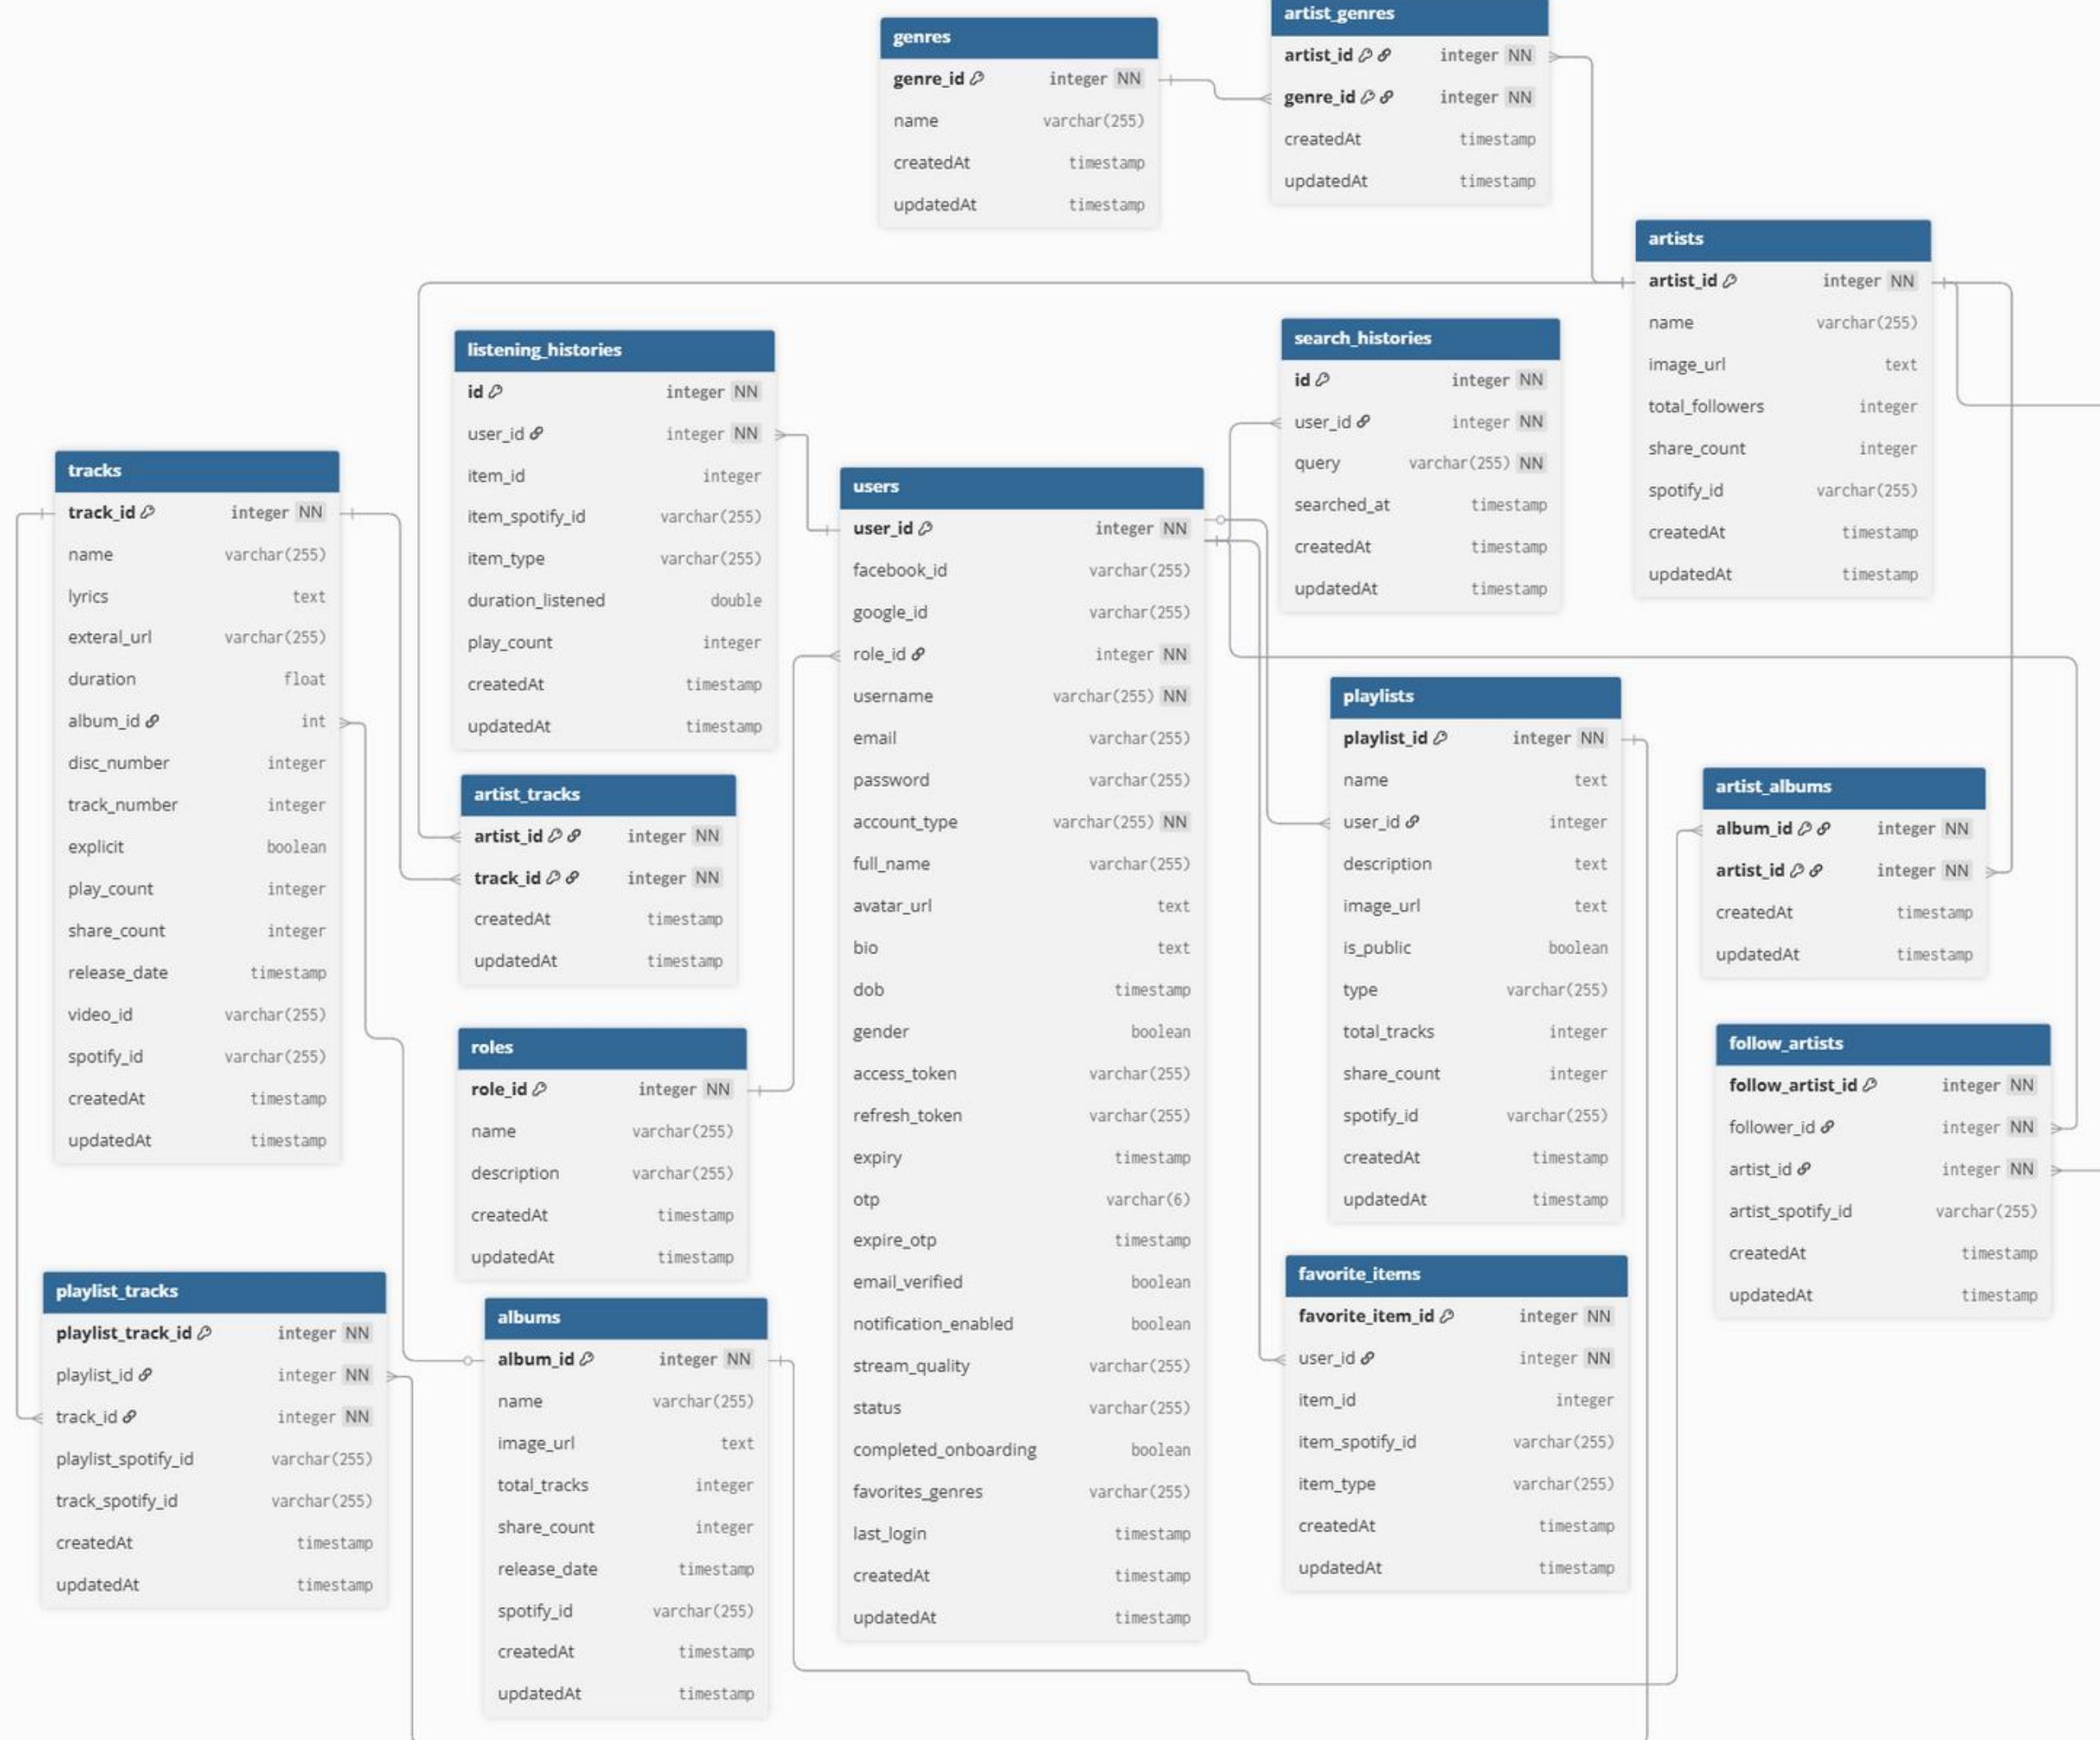 genres
genre_id integer NN
name varchar(255)
createdAt timestamp
updatedAt timestamp
artist_genres
artist_id integer NN
genre_id integer NN
createdAt timestamp
updatedAt timestamp
artists
artist_id integer NN
name varchar(255)
image_url text
total_followers integer
share_count integer
spotify_id varchar(255)
createdAt timestamp
updatedAt timestamp
listening_histories
id integer NN
user_id integer NN
item_id integer
item_spotify_id varchar(255)
item_type varchar(255)
duration_listened double
play_count integer
createdAt timestamp
updatedAt timestamp
search_histories
id integer NN
user_id integer NN
query varchar(255) NN
searched_at timestamp
createdAt timestamp
updatedAt timestamp
tracks
track_id integer NN
name varchar(255)
lyrics text
exteral_url varchar(255)
duration float
album_id int
disc_number integer
track_number integer
explicit boolean
play_count integer
share_count integer
release_date timestamp
video_id varchar(255)
spotify_id varchar(255)
createdAt timestamp
updatedAt timestamp
users
user_id integer NN
facebook_id varchar(255)
google_id varchar(255)
role_id integer NN
username varchar(255) NN
email varchar(255)
password varchar(255)
account_type varchar(255) NN
full_name varchar(255)
avatar_url text
bio text
dob timestamp
gender boolean
access_token varchar(255)
refresh_token varchar(255)
expiry timestamp
otp varchar(6)
expire_otp timestamp
email_verified boolean
notification_enabled boolean
stream_quality varchar(255)
status varchar(255)
completed_onboarding boolean
favorites_genres varchar(255)
last_login timestamp
createdAt timestamp
updatedAt timestamp
playlists
playlist_id integer NN
name text
user_id integer
description text
image_url text
is_public boolean
type varchar(255)
total_tracks integer
share_count integer
spotify_id varchar(255)
createdAt timestamp
updatedAt timestamp
artist_tracks
artist_id integer NN
track_id integer NN
createdAt timestamp
updatedAt timestamp
artist_albums
album_id integer NN
artist_id integer NN
createdAt timestamp
updatedAt timestamp
roles
role_id integer NN
name varchar(255)
description varchar(255)
createdAt timestamp
updatedAt timestamp
follow_artists
follow_artist_id integer NN
follower_id integer NN
artist_id integer NN
artist_spotify_id varchar(255)
createdAt timestamp
updatedAt timestamp
playlist_tracks
playlist_track_id integer NN
playlist_id integer NN
track_id integer NN
playlist_spotify_id varchar(255)
track_spotify_id varchar(255)
createdAt timestamp
updatedAt timestamp
albums
album_id integer NN
name varchar(255)
image_url text
total_tracks integer
share_count integer
release_date timestamp
spotify_id varchar(255)
createdAt timestamp
updatedAt timestamp
favorite_items
favorite_item_id integer NN
user_id integer NN
item_id integer
item_spotify_id varchar(255)
item_type varchar(255)
createdAt timestamp
updatedAt timestamp